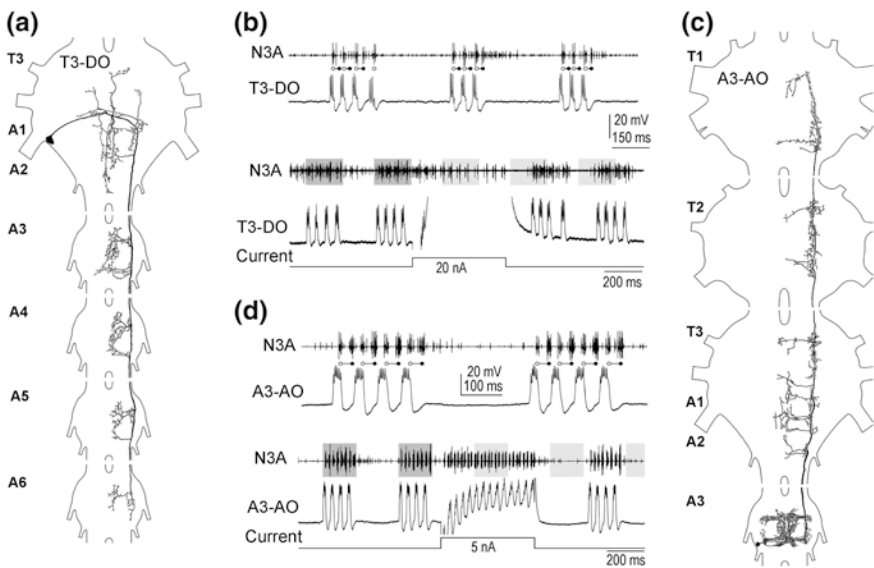 (a)
T3
T3-DO
A1
A2
A3
A4
A5
A6
(b)
N3A
T3-DO
20 mV
150 ms
N3A
T3-DO
Current
20 nA
200 ms
(d)
N3A
A3-AO
20 mV
100 ms
N3A
A3-AO
Current
5 nA
200 ms
(c)
T1
A3-AO
T2
T3
A1
A2
A3